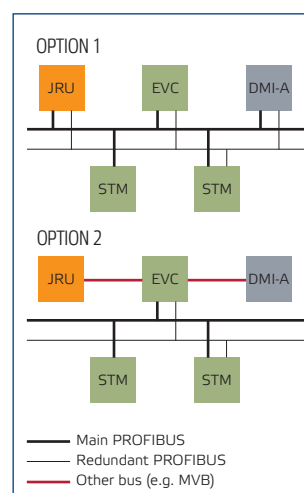 OPTION 1
JRU EVC DMI-A
STM STM
OPTION 2
JRU EVC DMI-A
STM STM
Main PROFIBUS
Redundant PROFIBUS
Other bus (e.g. MVB)